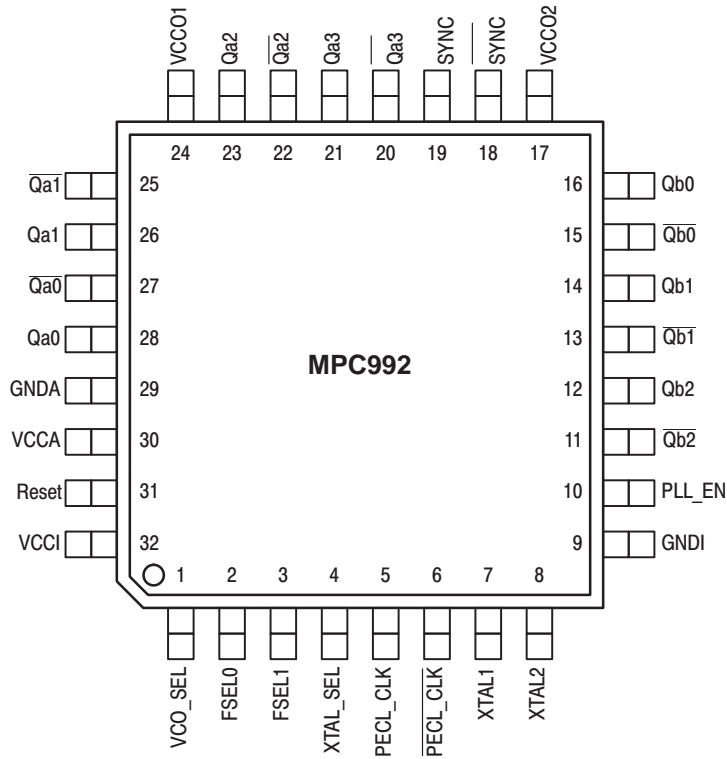 VCCO1
Qa2
Qa2
Qa3
Qa3
SYNC
SYNC
VCCO2
24 23 22 21 20 19 18 17
Qa1 25 16 Qb0
Qa1 26 15 Qb0
Qa0 27 14 Qb1
Qa0 28 13 Qb1
MPC992
GNDA 29 12 Qb2
VCCA 30 11 Qb2
Reset 31 10 PLL_EN
VCCI 32 9 GNDI
1 2 3 4 5 6 7 8
VCO_SEL
FSEL0
FSEL1
XTAL_SEL
PECL_CLK
PECL_CLK
XTAL1
XTAL2